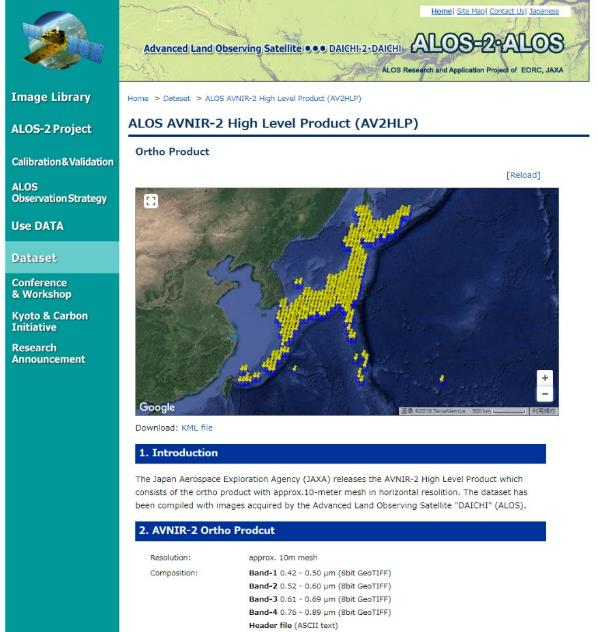 Home| Site Map| Contact Us| Japanese
Advanced Land Observing Satellite ●●● DAICHI-2・DAICHI ALOS-2・ALOS
ALOS Research and Application Project of EORC, JAXA
Image Library
ALOS-2 Project
Calibration&Validation
ALOS
Observation Strategy
Use DATA
Dataset
Conference
& Workshop
Kyoto & Carbon
Initiative
Research
Announcement
Home > Dataset > ALOS AVNIR-2 High Level Product (AV2HLP)
ALOS AVNIR-2 High Level Product (AV2HLP)
Ortho Product
[Reload]
+
−
Google
©2018 TerraMetrics 500 km 利用規約
Download: KML file
1. Introduction
The Japan Aerospace Exploration Agency (JAXA) releases the AVNIR-2 High Level Product which
consists of the ortho product with approx.10-meter mesh in horizontal resolition. The dataset has
been compiled with images acquired by the Advanced Land Observing Satellite "DAICHI" (ALOS).
2. AVNIR-2 Ortho Prodcut
Resolution: approx. 10m mesh
Composition: Band-1 0.42 - 0.50 μm (8bit GeoTIFF)
Band-2 0.52 - 0.60 μm (8bit GeoTIFF)
Band-3 0.61 - 0.69 μm (8bit GeoTIFF)
Band-4 0.76 - 0.89 μm (8bit GeoTIFF)
Header file (ASCII text)